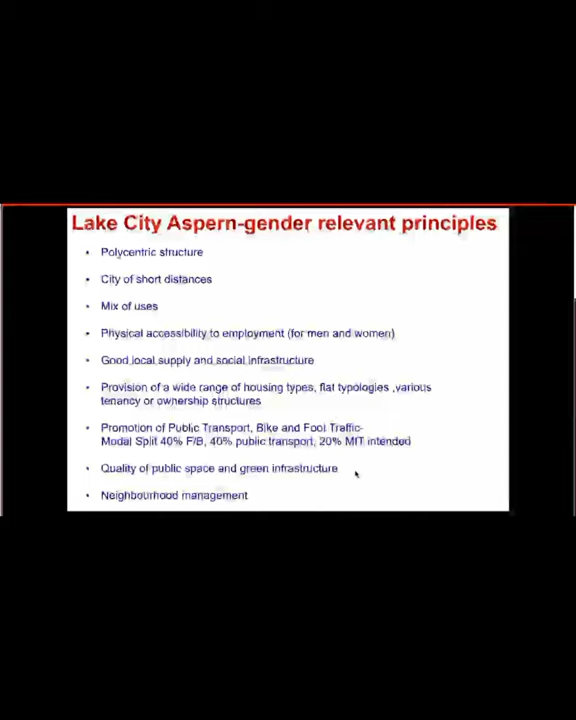 Lake City Aspern-gender relevant principles
• Polycentric structure
• City of short distances
• Mix of uses
• Physical accessibility to employment (for men and women)
• Good local supply and social infrastructure
• Provision of a wide range of housing types, flat typologies ,various
tenancy or ownership structures
• Promotion of Public Transport, Bike and Foot Traffic-
Modal Split 40% F/B, 40% public transport, 20% MIT intended
• Quality of public space and green infrastructure
• Neighbourhood management